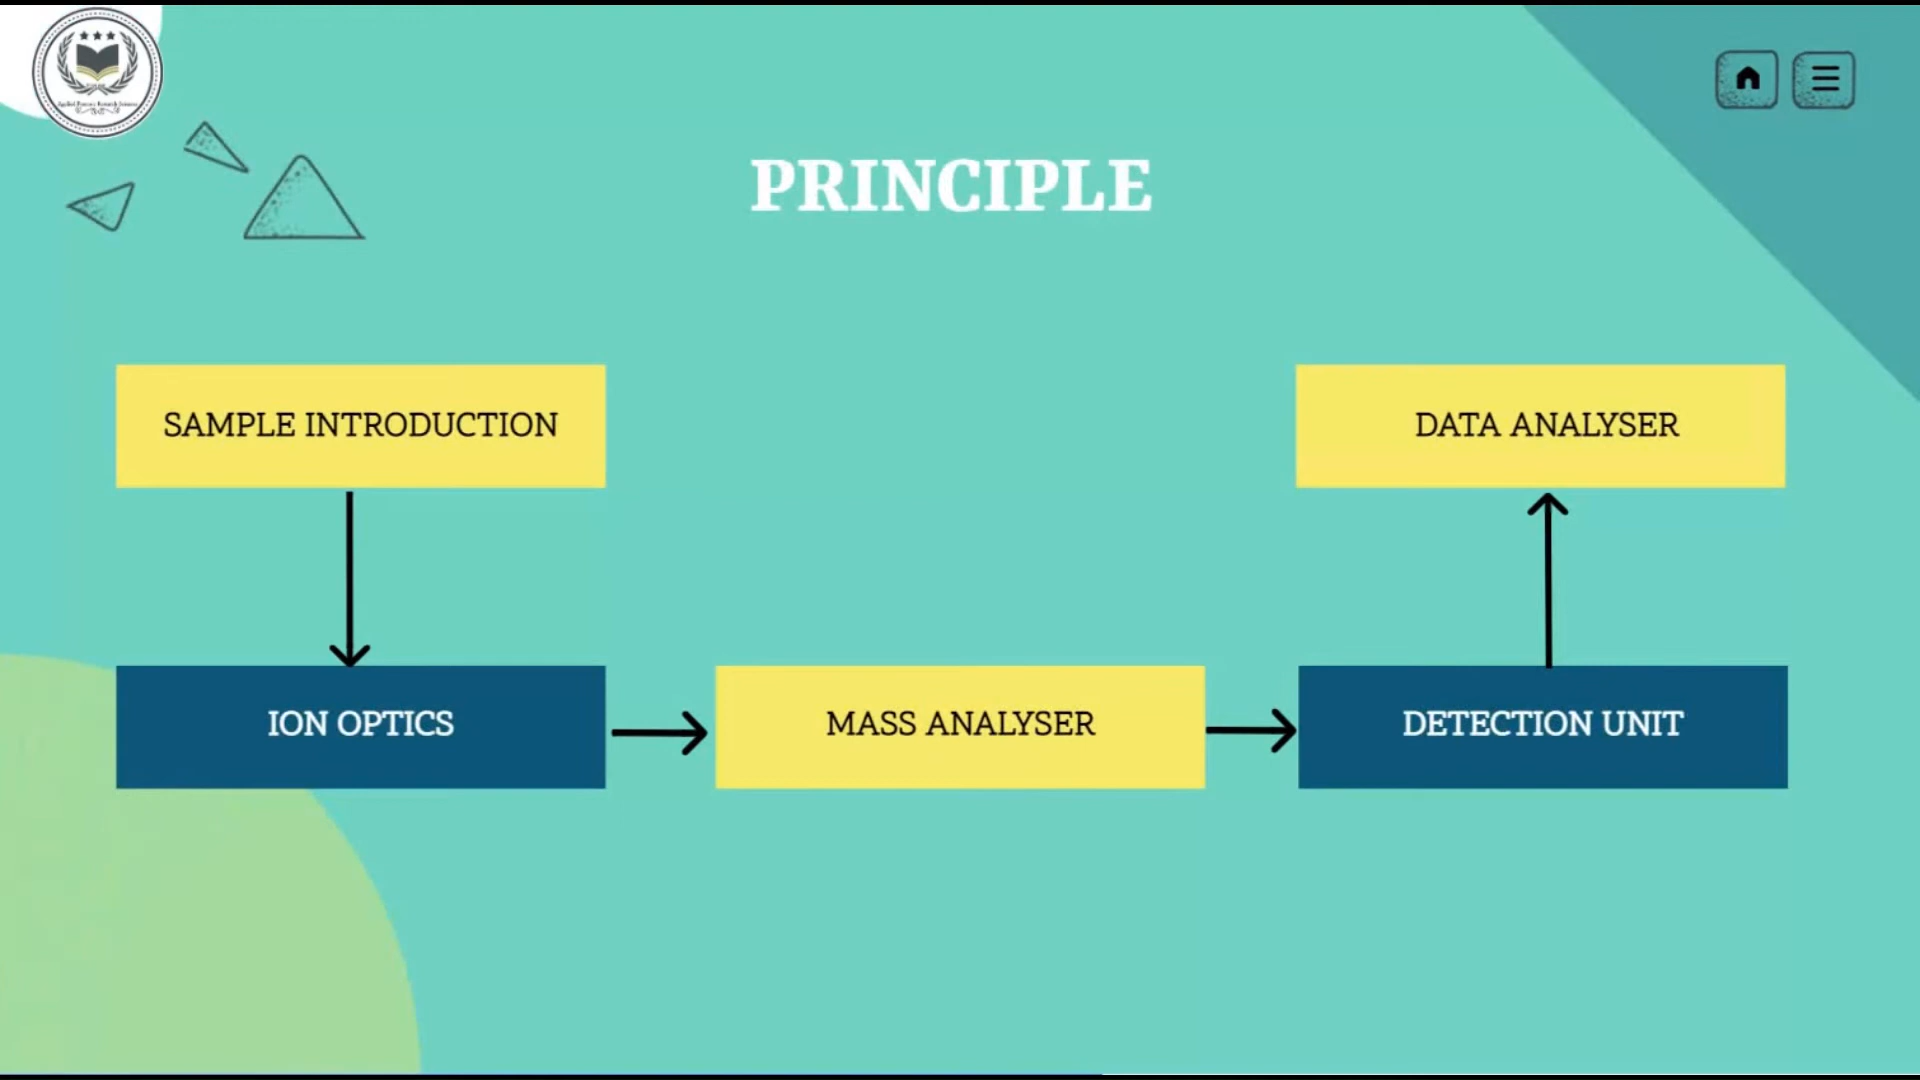 PRINCIPLE
SAMPLE INTRODUCTION
DATA ANALYSER
ION OPTICS
MASS ANALYSER
DETECTION UNIT